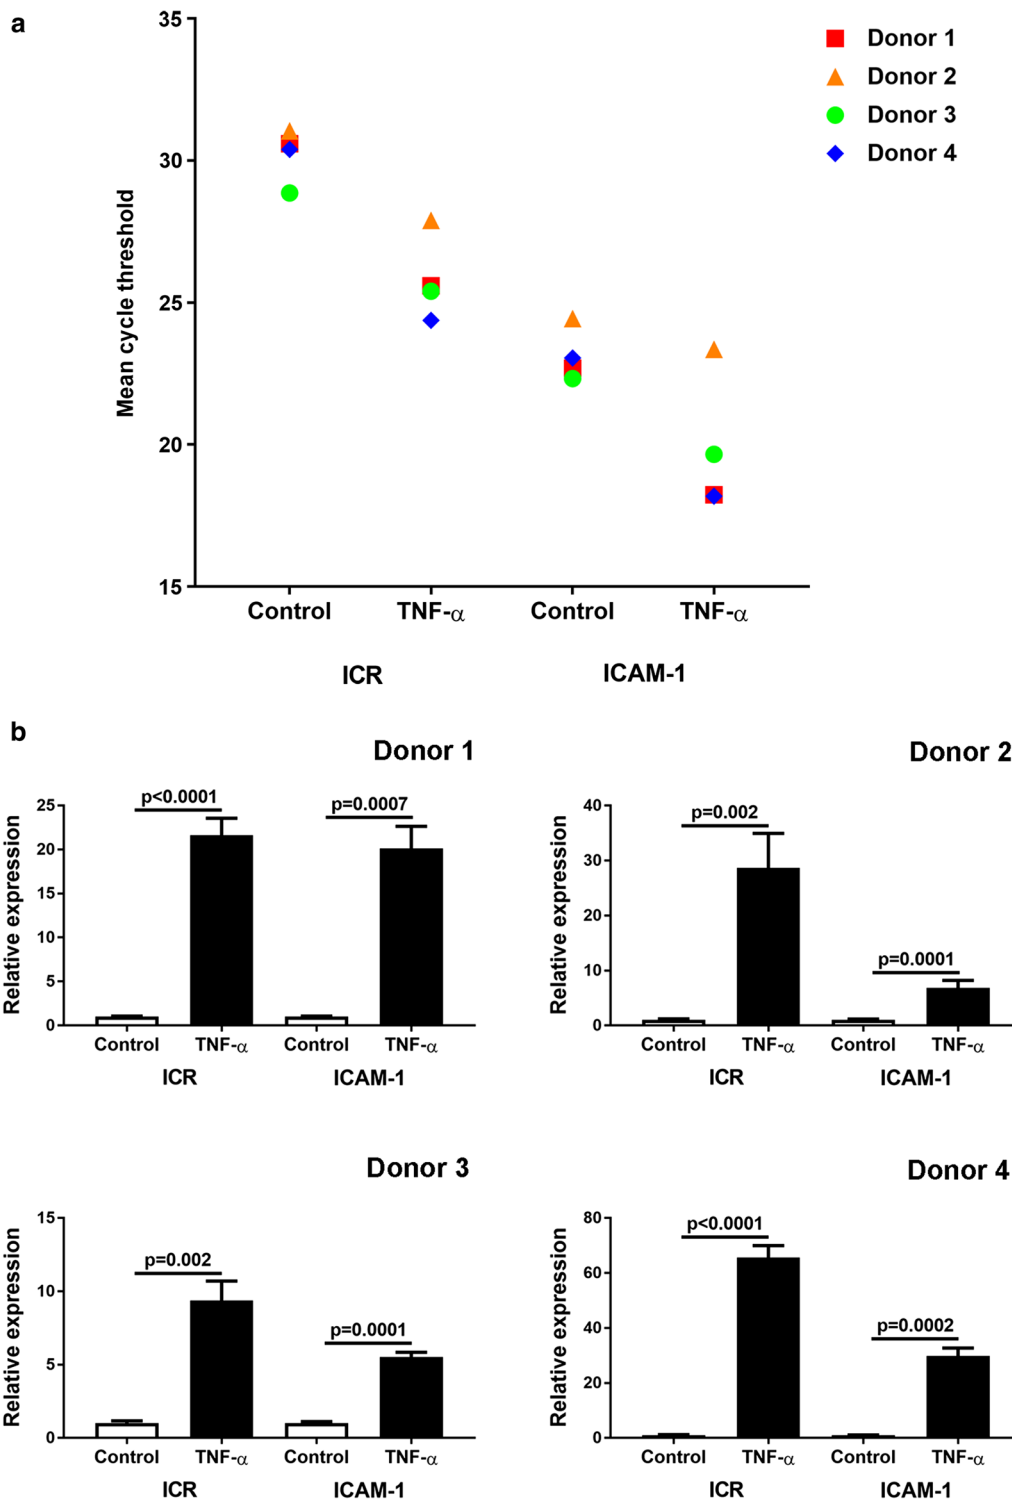 a
35
30
25
20
15
Mean cycle threshold
Donor 1
Donor 2
Donor 3
Donor 4
Control TNF-α Control TNF-α
ICR ICAM-1
b
Donor 1
25
20
15
10
5
0
Relative expression
p<0.0001
p=0.0007
Control TNF-α Control TNF-α
ICR ICAM-1
Donor 2
40
30
20
10
0
Relative expression
p=0.002
p=0.0001
Control TNF-α Control TNF-α
ICR ICAM-1
Donor 3
15
10
5
0
Relative expression
p=0.002
p=0.0001
Control TNF-α Control TNF-α
ICR ICAM-1
Donor 4
80
60
40
20
0
Relative expression
p<0.0001
p=0.0002
Control TNF-α Control TNF-α
ICR ICAM-1